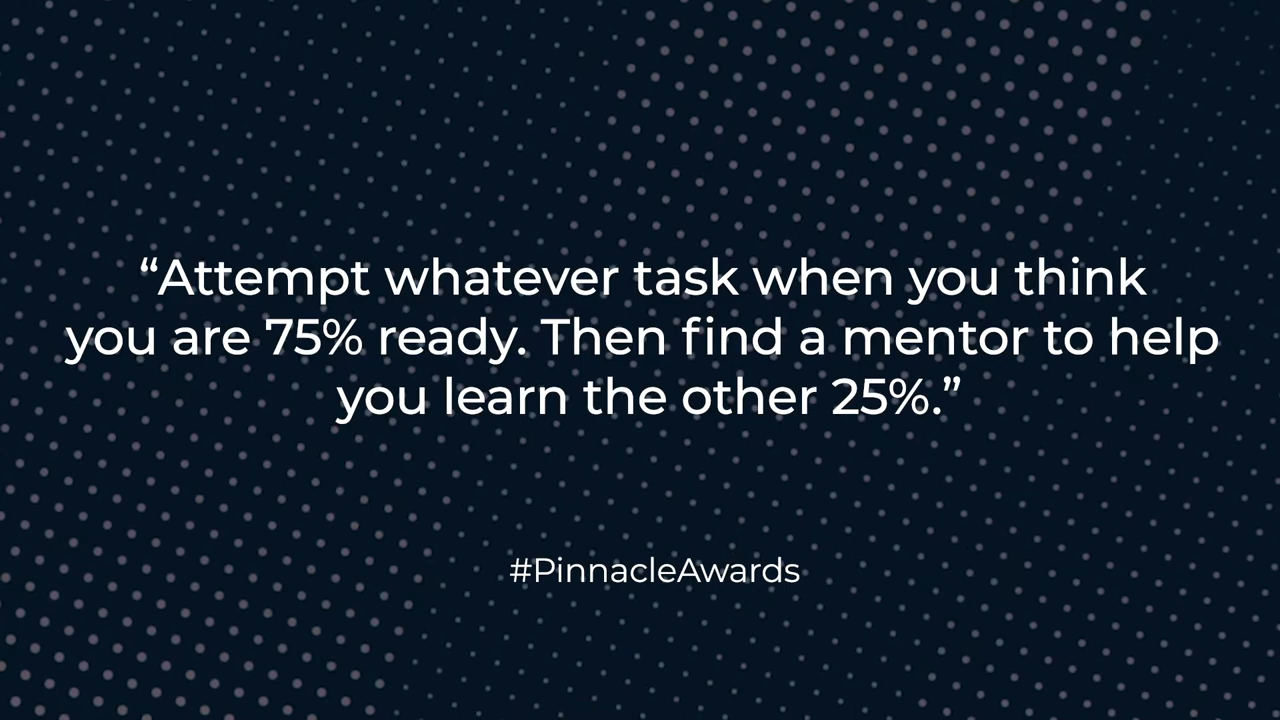 “Attempt whatever task when you think
you are 75% ready. Then find a mentor to help
you learn the other 25%.”
#PinnacleAwards